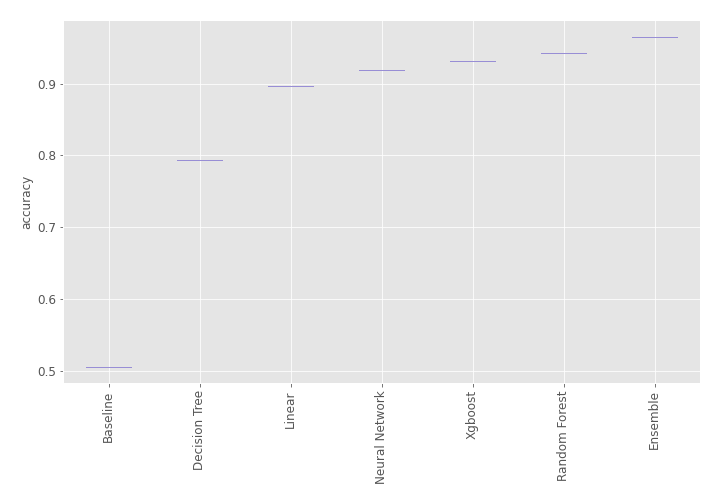 accuracy
0.9
0.8
0.7
0.6
0.5
Baseline
Decision Tree
Linear
Neural Network
Xgboost
Random Forest
Ensemble